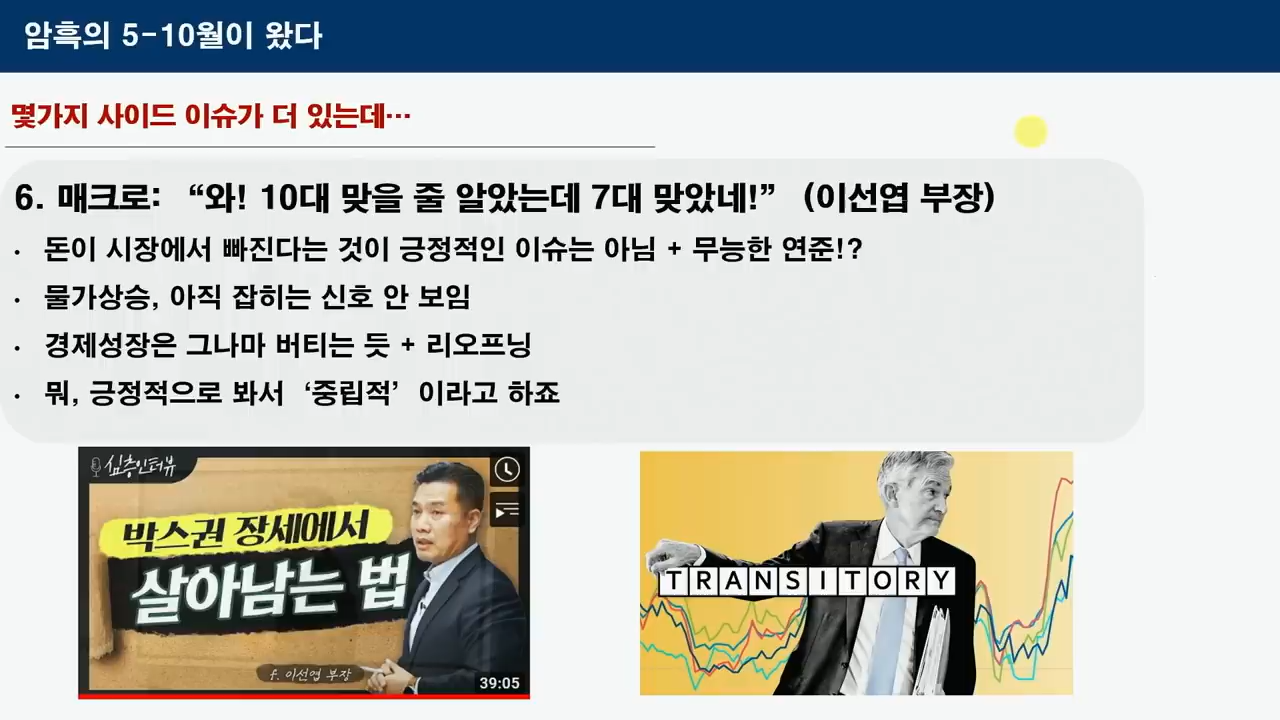 암흑의 5-10월이 왔다
몇가지 사이드 이슈가 더 있는데…
6. 매크로: “와! 10대 맞을 줄 알았는데 7대 맞았네!” (이선엽 부장)
· 돈이 시장에서 빠진다는 것이 긍정적인 이슈는 아님 + 무능한 연준!?
· 물가상승, 아직 잡히는 신호 안 보임
· 경제성장은 그나마 버티는 듯 + 리오프닝
· 뭐, 긍정적으로 봐서 ‘중립적’ 이라고 하죠
심층인터뷰
박스권 장세에서
살아남는 법
f. 이선엽 부장
39:05
TRANSITORY